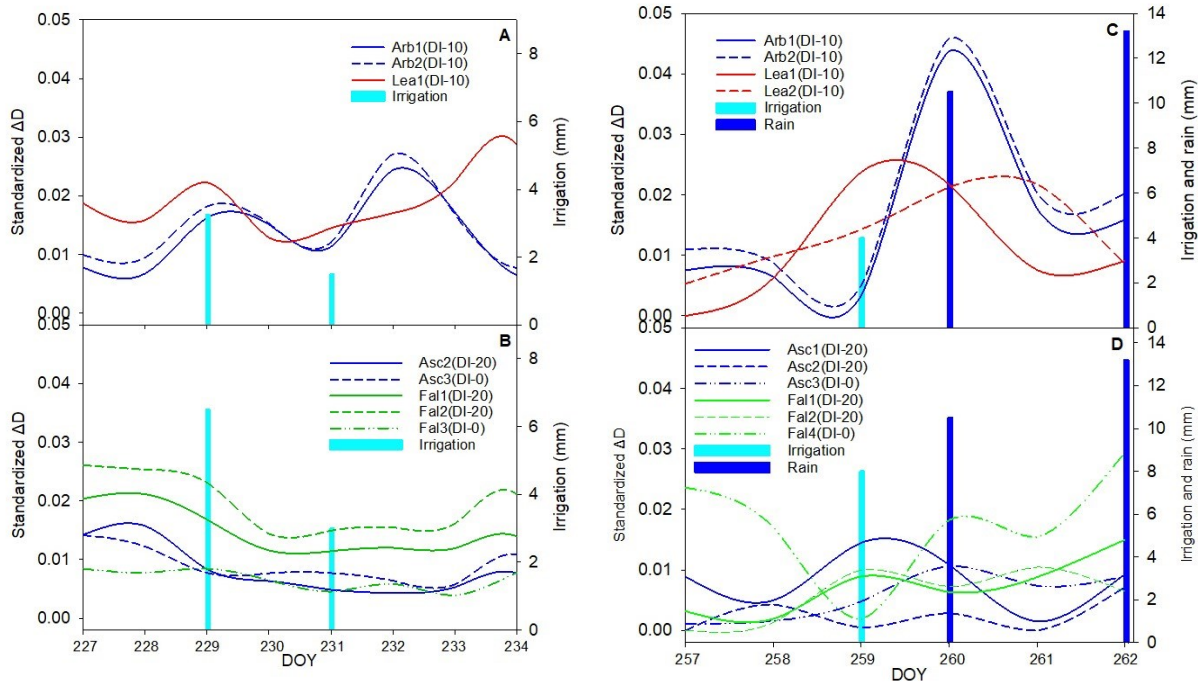 A
Arb1(DI-10)
Arb2(DI-10)
Lea1(DI-10)
Irrigation
0.05
0.04
0.03
0.02
0.01
0.00
Standardized ΔD
8
6
4
2
0
Irrigation (mm)
B
Asc2(DI-20)
Asc3(DI-0)
Fal1(DI-20)
Fal2(DI-20)
Fal3(DI-0)
Irrigation
0.05
0.04
0.03
0.02
0.01
0.00
Standardized ΔD
8
6
4
2
0
Irrigation (mm)
227 228 229 230 231 232 233 234
DOY
C
Arb1(DI-10)
Arb2(DI-10)
Lea1(DI-10)
Lea2(DI-10)
Irrigation
Rain
0.05
0.04
0.03
0.02
0.01
0.00
Standardized ΔD
14
12
10
8
6
4
2
0
Irrigation and rain (mm)
D
Asc1(DI-20)
Asc2(DI-20)
Asc3(DI-0)
Fal1(DI-20)
Fal2(DI-20)
Fal4(DI-0)
Irrigation
Rain
0.05
0.04
0.03
0.02
0.01
0.00
Standardized ΔD
14
12
10
8
6
4
2
0
Irrigation and rain (mm)
257 258 259 260 261 262
DOY